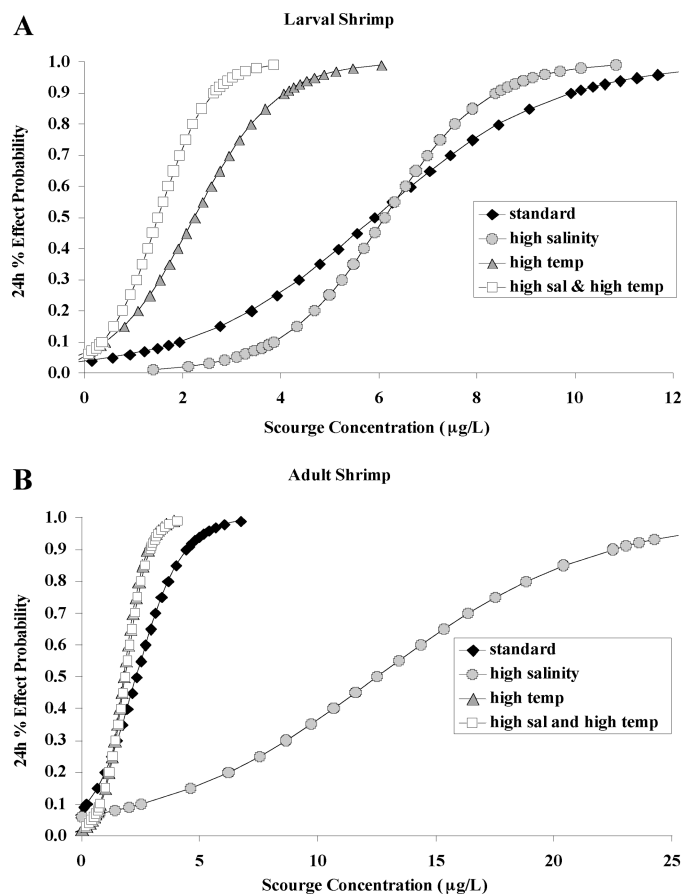 A
Larval Shrimp
1.0
0.9
0.8
0.7
0.6
0.5
0.4
0.3
0.2
0.1
0.0
24h % Effect Probability
standard
high salinity
high temp
high sal & high temp
0 2 4 6 8 10 12
Scourge Concentration (µg/L)
B
Adult Shrimp
1.0
0.9
0.8
0.7
0.6
0.5
0.4
0.3
0.2
0.1
0.0
24h % Effect Probability
standard
high salinity
high temp
high sal and high temp
0 5 10 15 20 25
Scourge Concentration (µg/L)